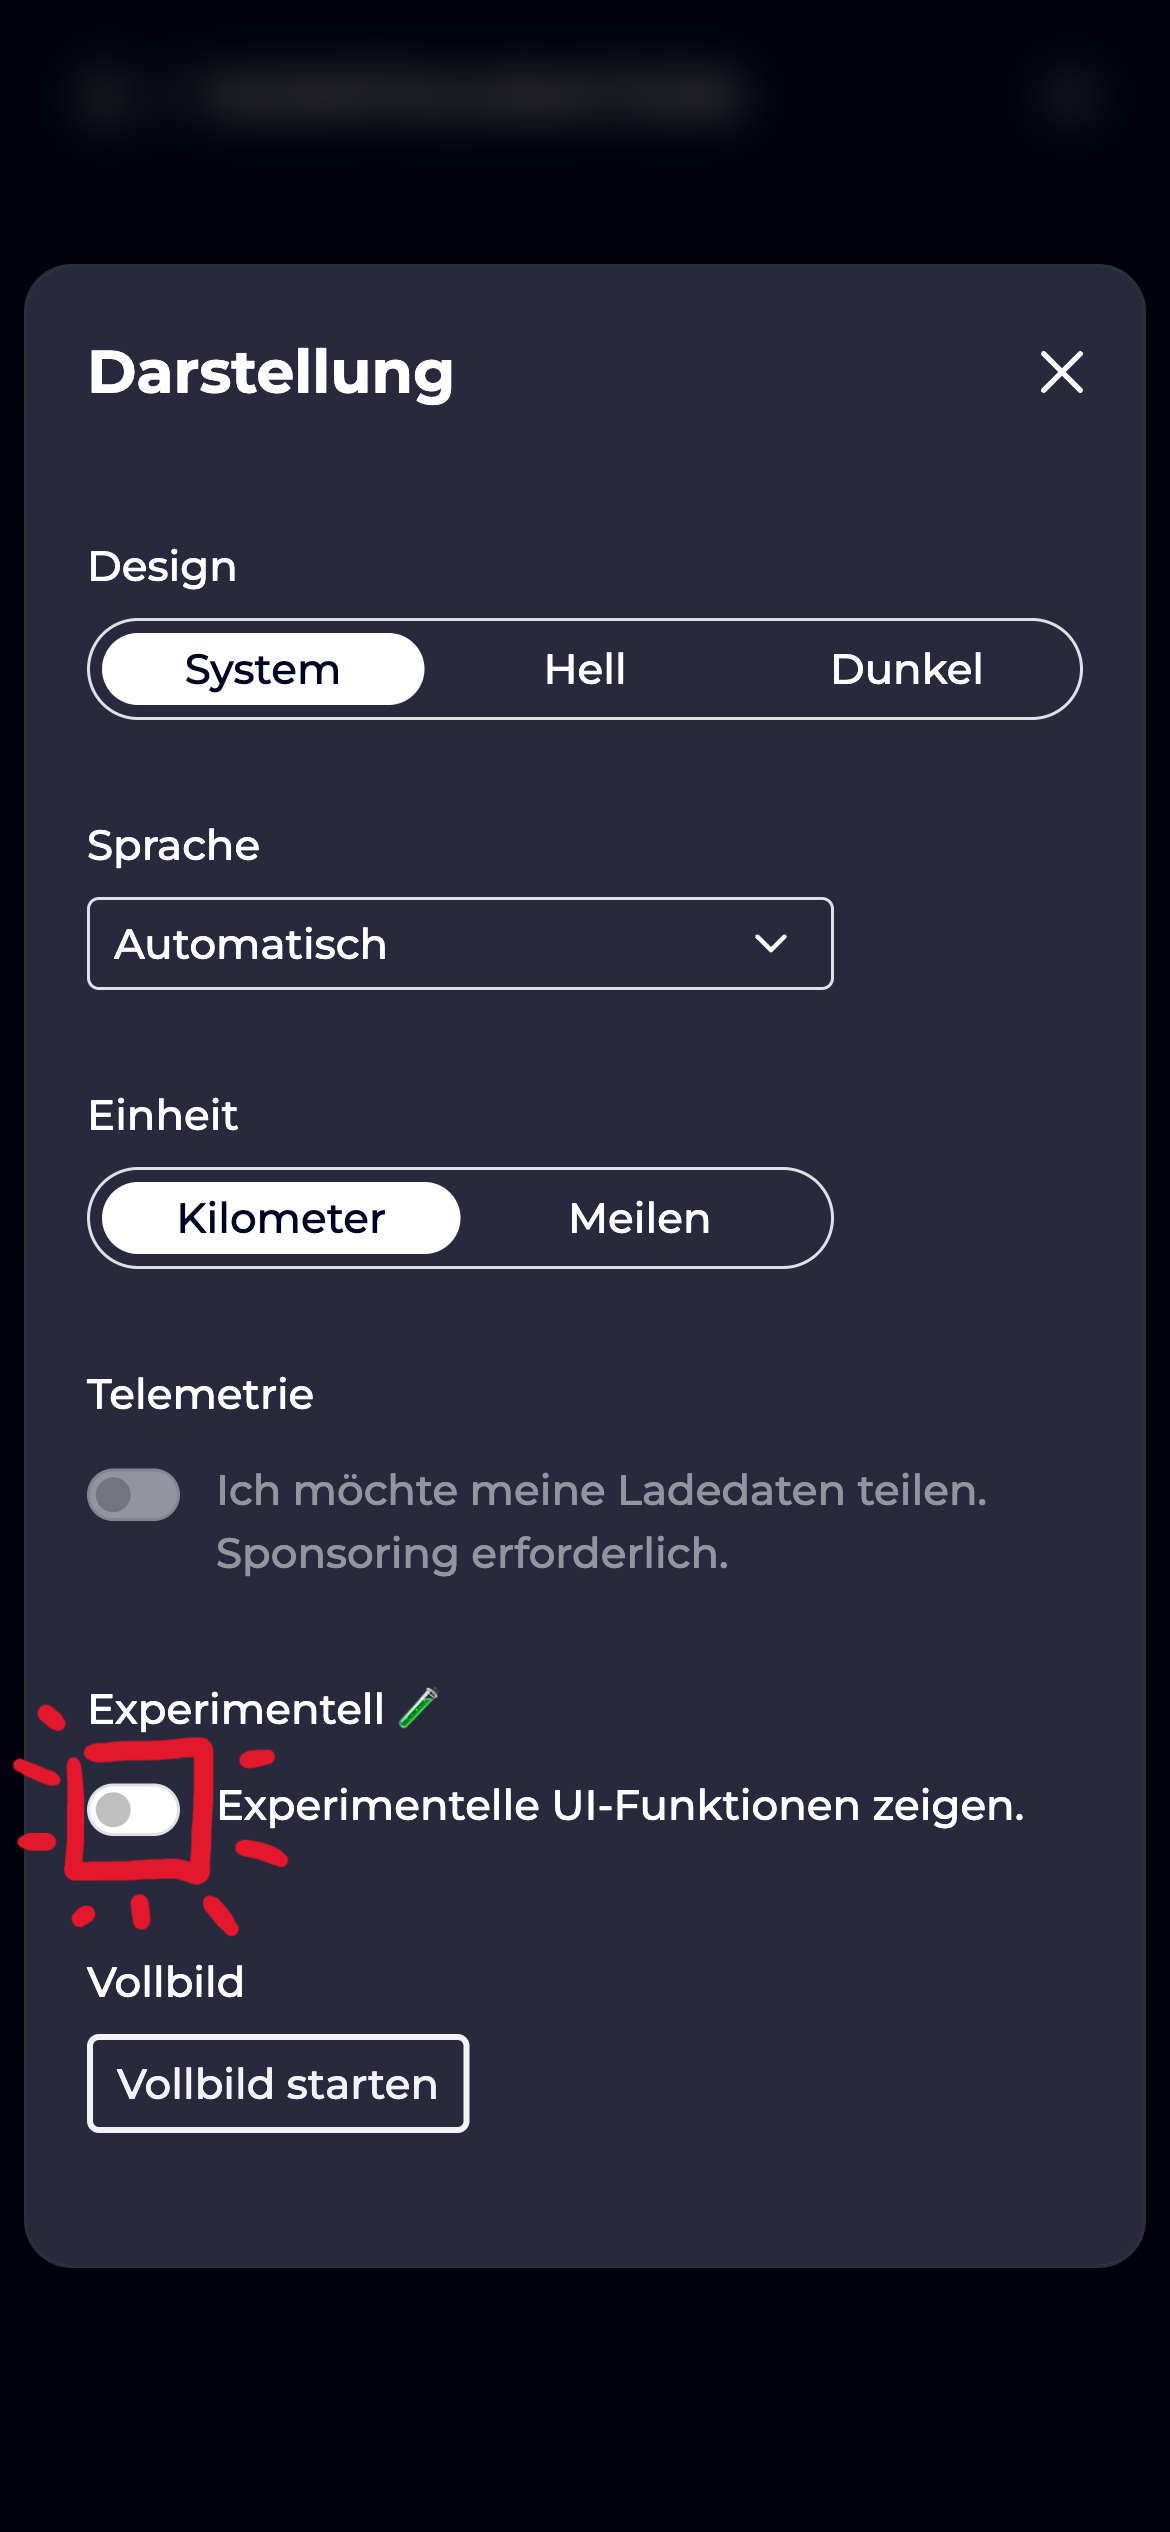 Darstellung
Design
System Hell Dunkel
Sprache
Automatisch
Einheit
Kilometer Meilen
Telemetrie
Ich möchte meine Ladedaten teilen.
Sponsoring erforderlich.
Experimentell 🧪
Experimentelle UI-Funktionen zeigen.
Vollbild
Vollbild starten